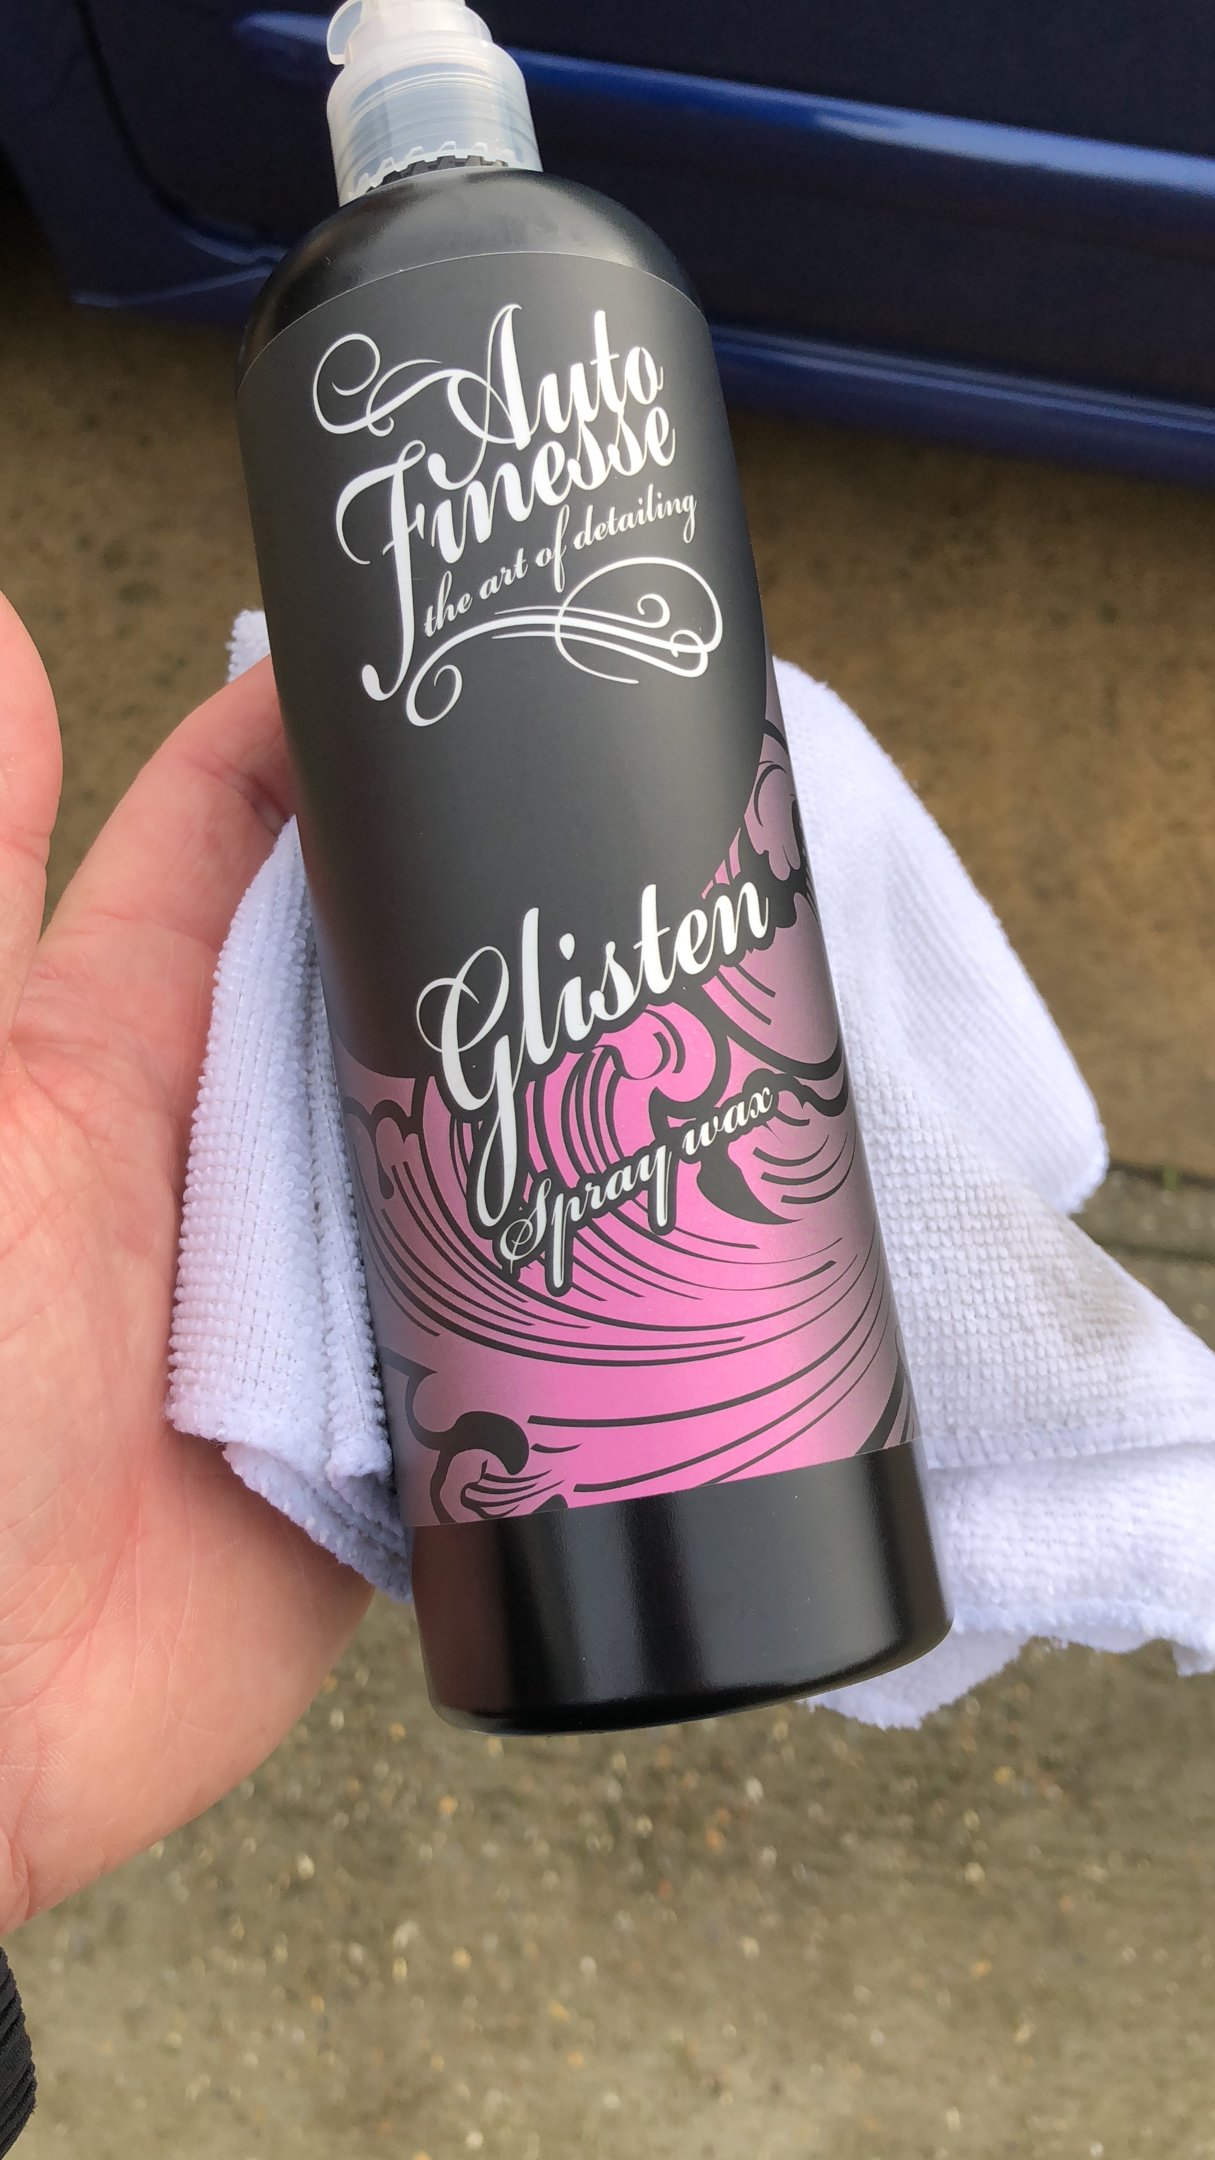 Auto
Finesse
the art of detailing
Glisten
Spray wax